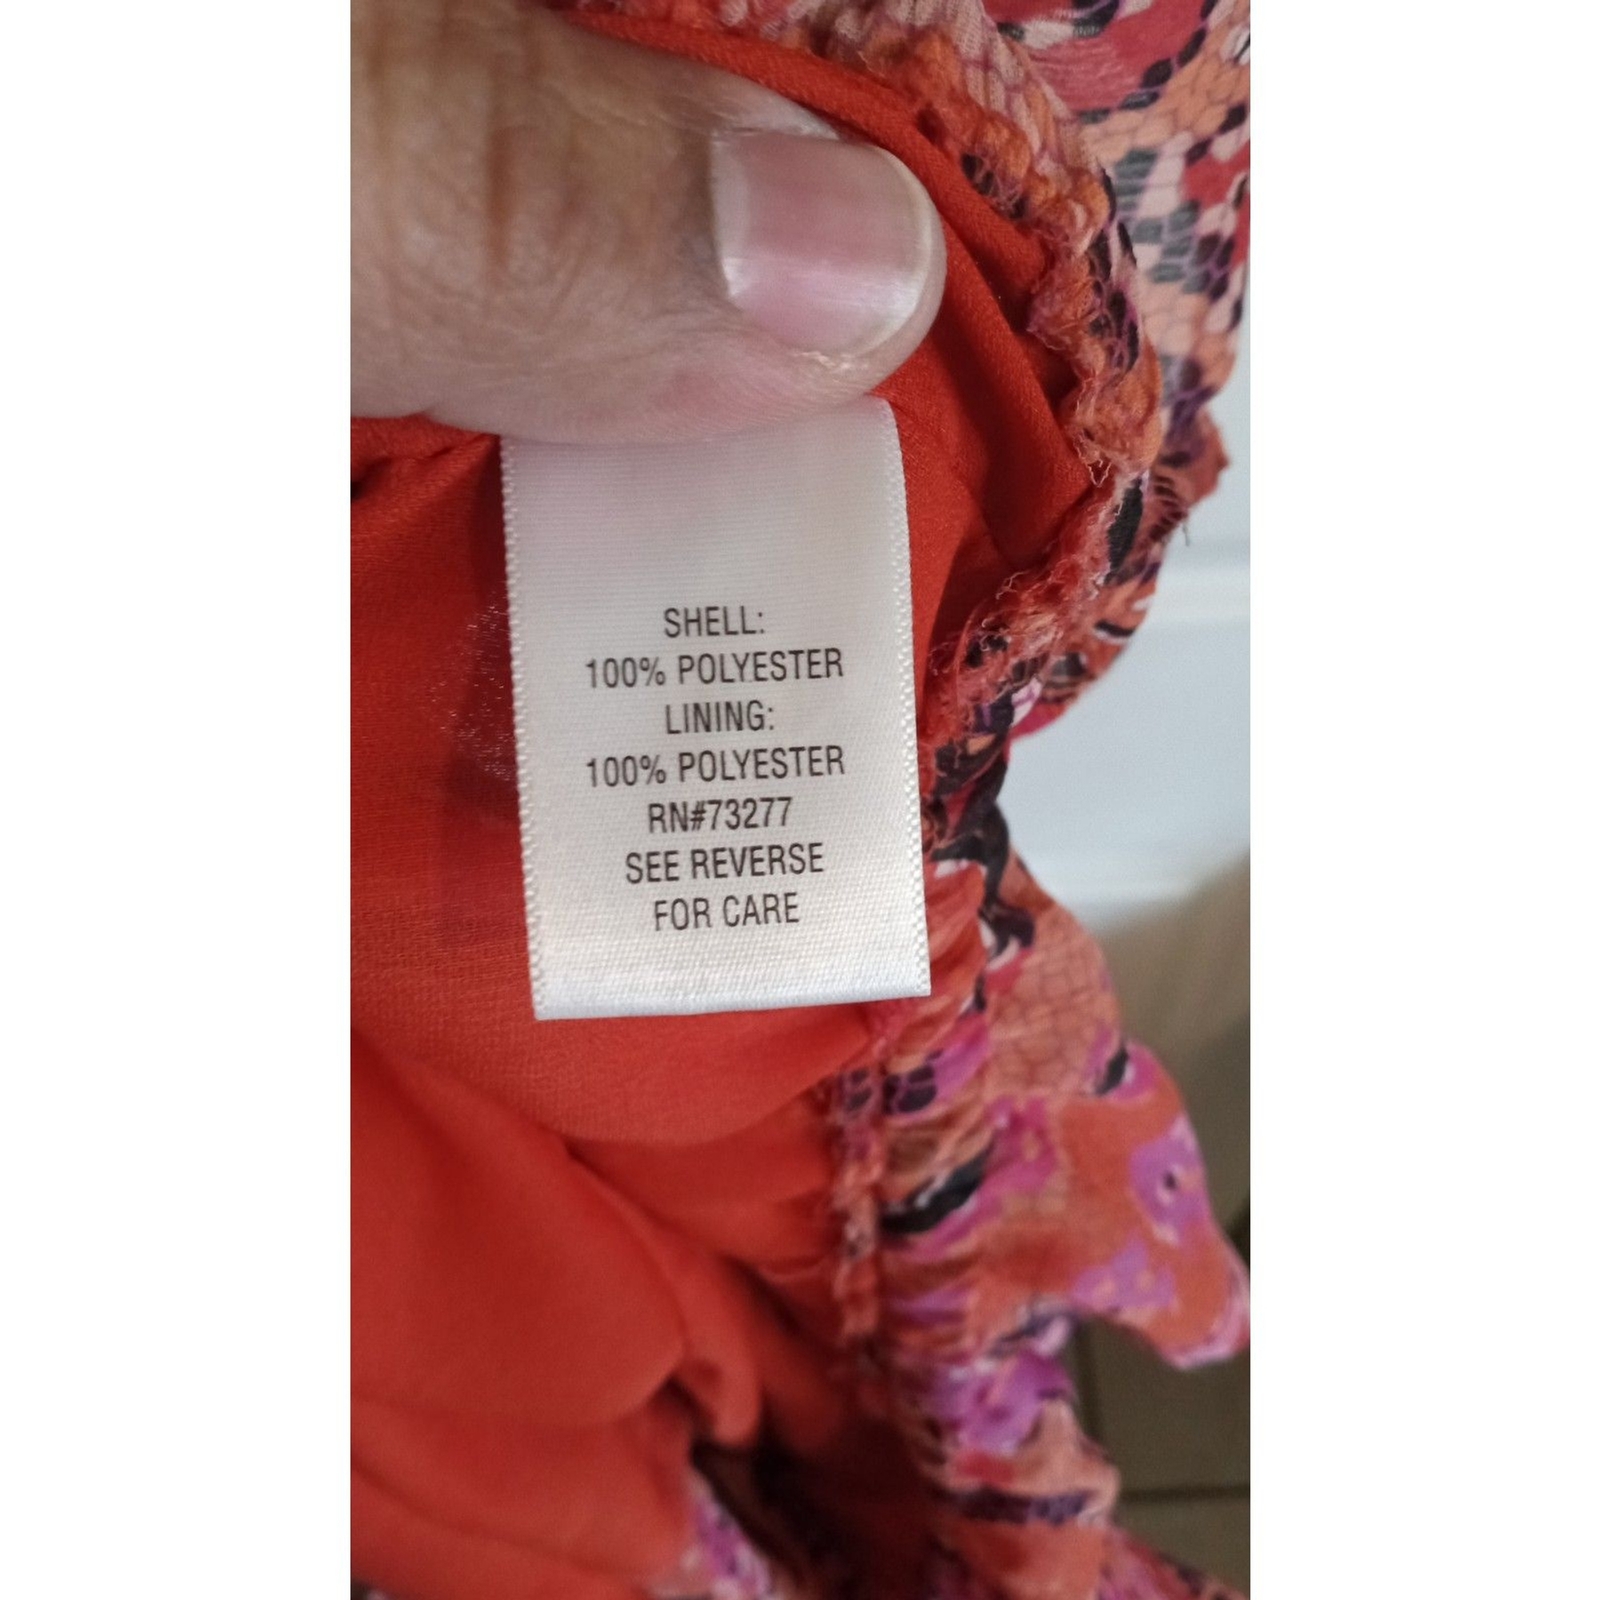 SHELL:
100% POLYESTER
LINING:
100% POLYESTER
RN#73277
SEE REVERSE
FOR CARE